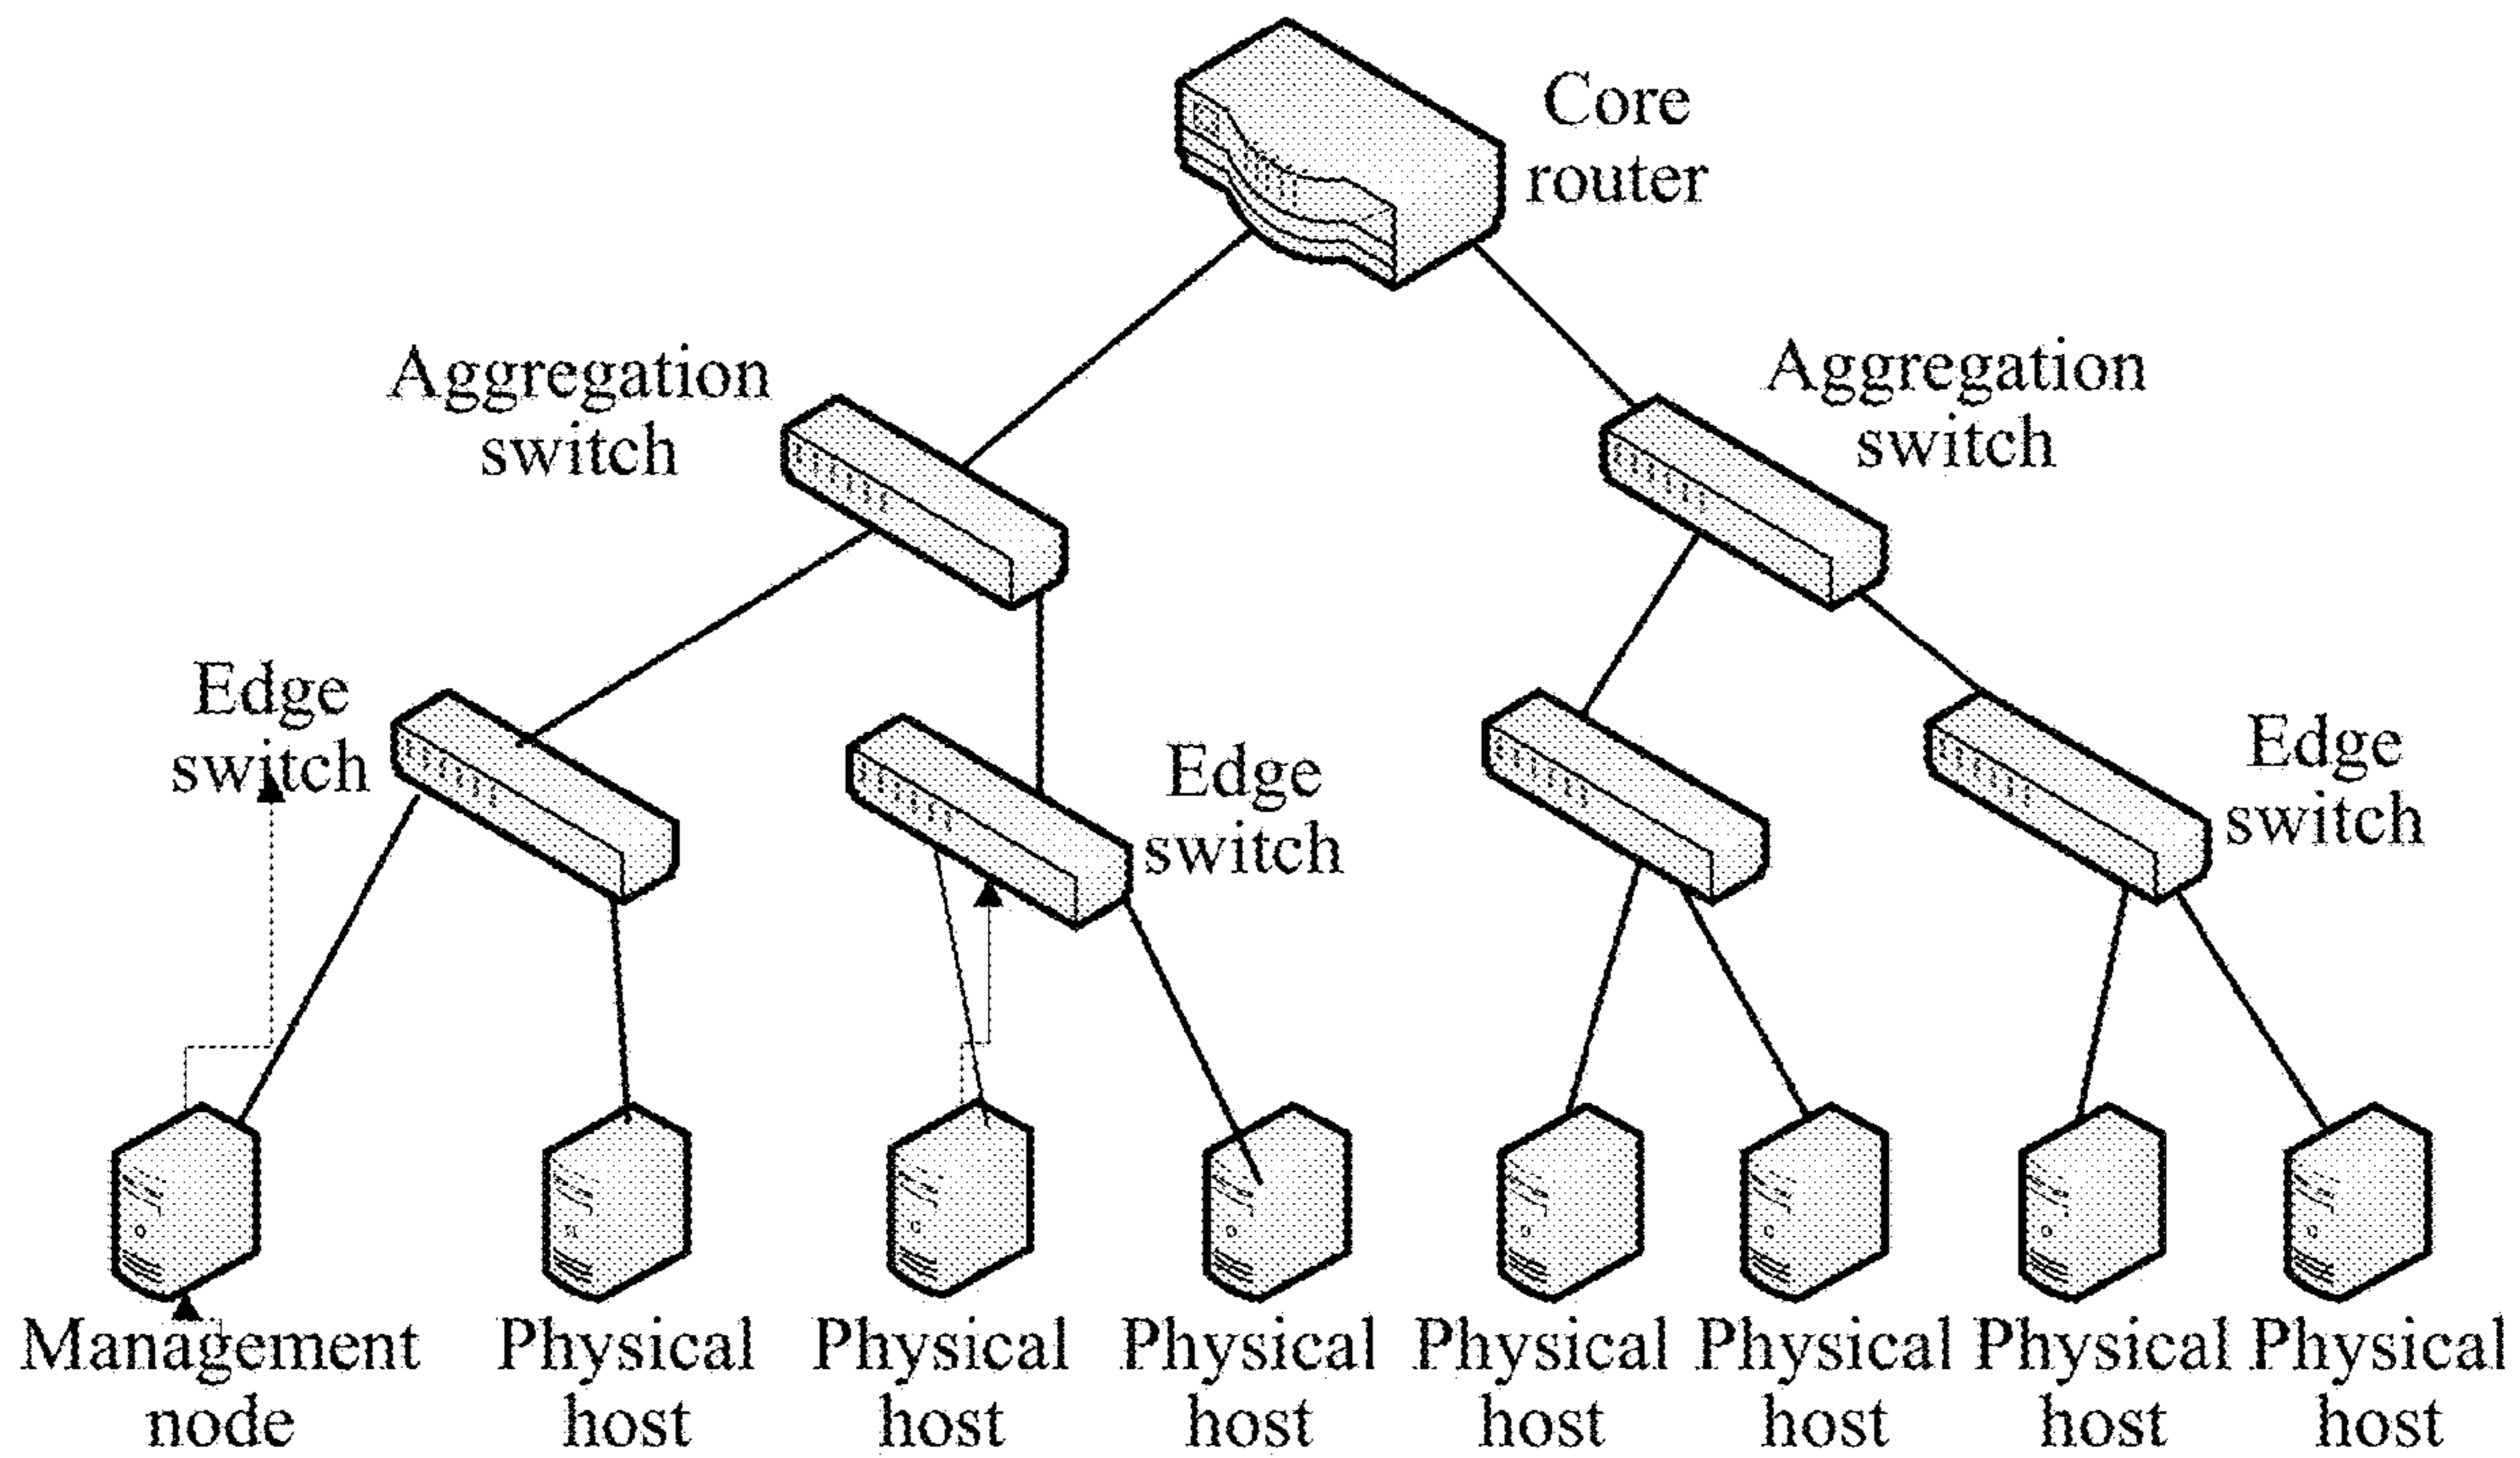 Core
router
Aggregation
switch
Aggregation
switch
Edge
switch
Edge
switch
Edge
switch
Management
node
Physical
host
Physical
host
Physical
host
Physical
host
Physical
host
Physical
host
Physical
host